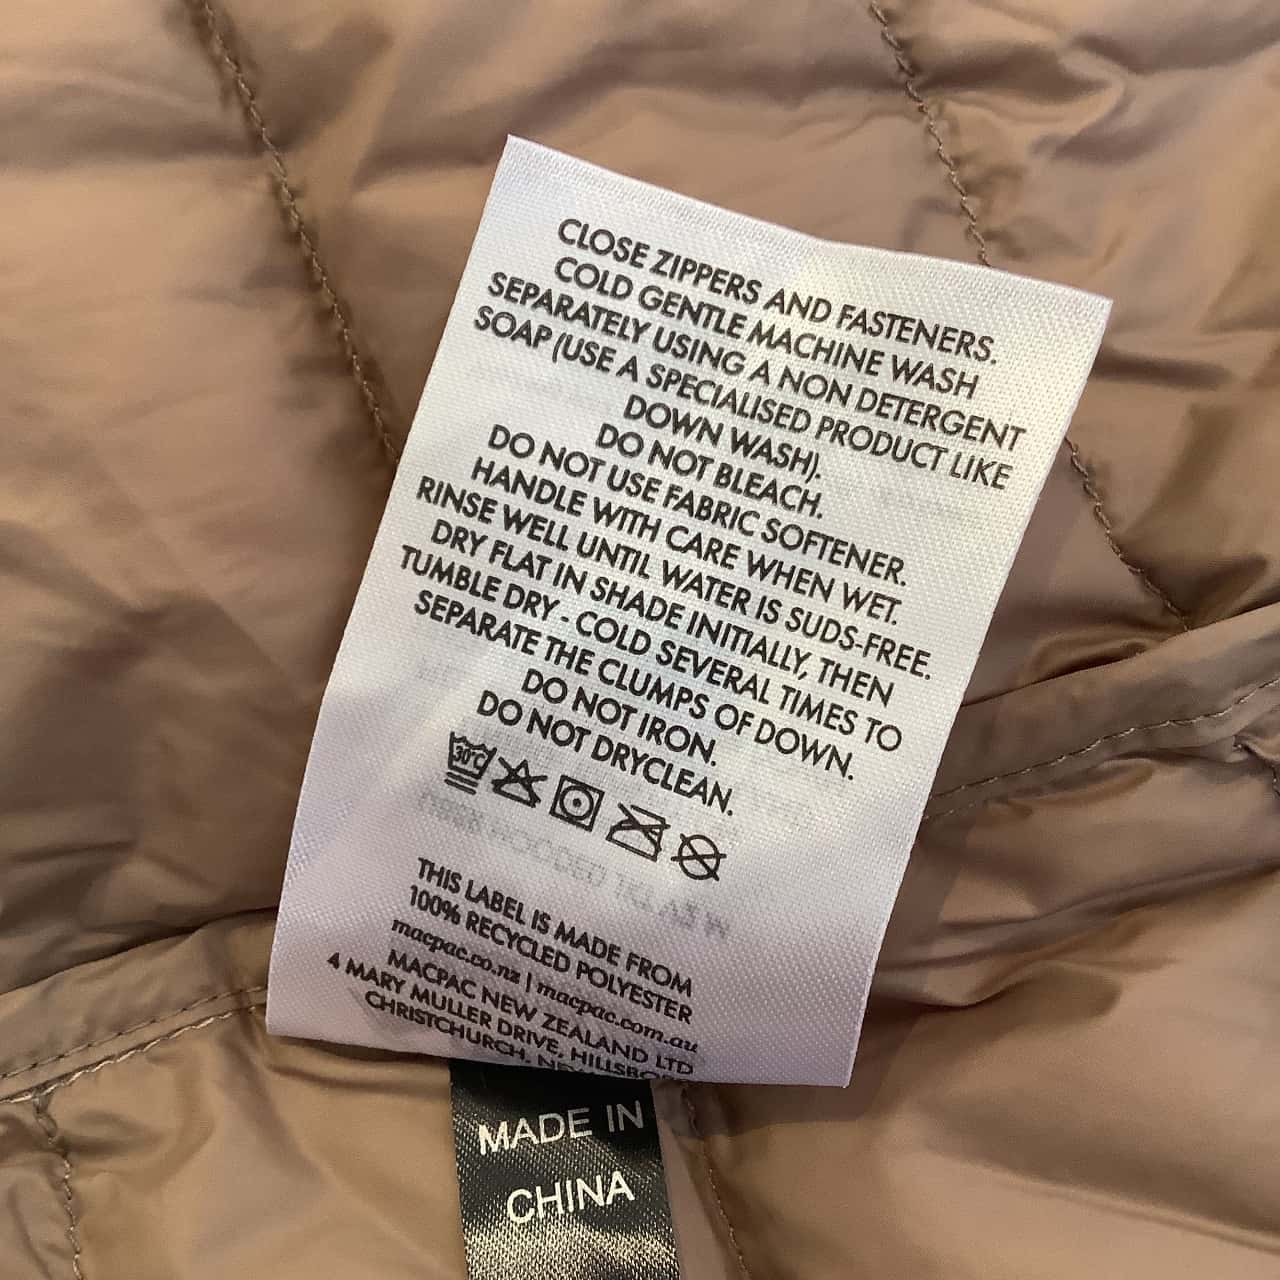 CLOSE ZIPPERS AND FASTENERS.
COLD GENTLE MACHINE WASH
SEPARATELY USING A NON DETERGENT
SOAP (USE A SPECIALISED PRODUCT LIKE
DOWN WASH).
DO NOT BLEACH.
DO NOT USE FABRIC SOFTENER.
HANDLE WITH CARE WHEN WET.
RINSE WELL UNTIL WATER IS SUDS-FREE.
DRY FLAT IN SHADE INITIALLY, THEN
TUMBLE DRY - COLD SEVERAL TIMES TO
SEPARATE THE CLUMPS OF DOWN.
DO NOT IRON.
DO NOT DRYCLEAN.
30°C
THIS LABEL IS MADE FROM
100% RECYCLED POLYESTER
macpac.co.nz | macpac.com.au
MACPAC NEW ZEALAND LTD
4 MARY MULLER DRIVE,
CHRISTCHURCH,
MADE IN
CHINA